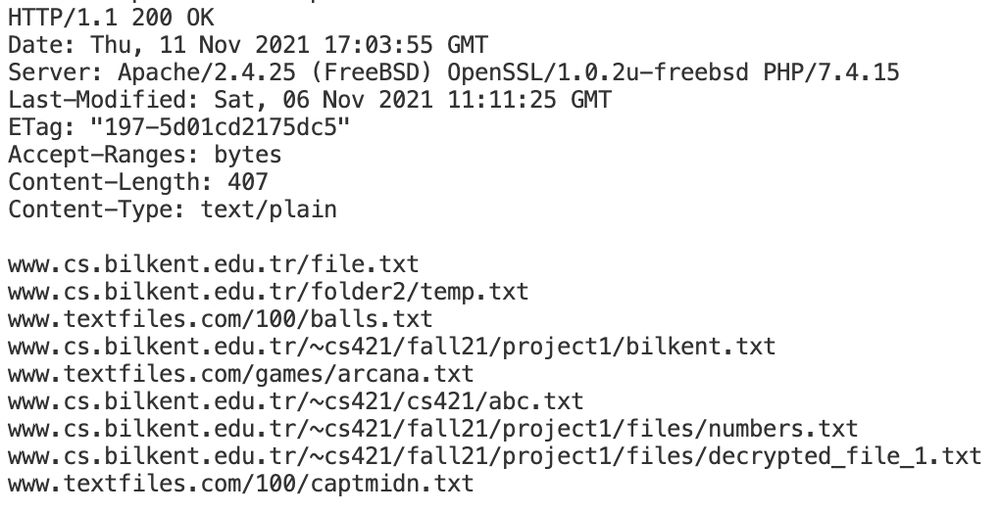 HTTP/1.1 200 OK
Date: Thu, 11 Nov 2021 17:03:55 GMT
Server: Apache/2.4.25 (FreeBSD) OpenSSL/1.0.2u-freebsd PHP/7.4.15
Last-Modified: Sat, 06 Nov 2021 11:11:25 GMT
ETag: "197-5d01cd2175dc5"
Accept-Ranges: bytes
Content-Length: 407
Content-Type: text/plain

www.cs.bilkent.edu.tr/file.txt
www.cs.bilkent.edu.tr/folder2/temp.txt
www.textfiles.com/100/balls.txt
www.cs.bilkent.edu.tr/~cs421/fall21/project1/bilkent.txt
www.textfiles.com/games/arcana.txt
www.cs.bilkent.edu.tr/~cs421/cs421/abc.txt
www.cs.bilkent.edu.tr/~cs421/fall21/project1/files/numbers.txt
www.cs.bilkent.edu.tr/~cs421/fall21/project1/files/decrypted_file_1.txt
www.textfiles.com/100/captmidn.txt